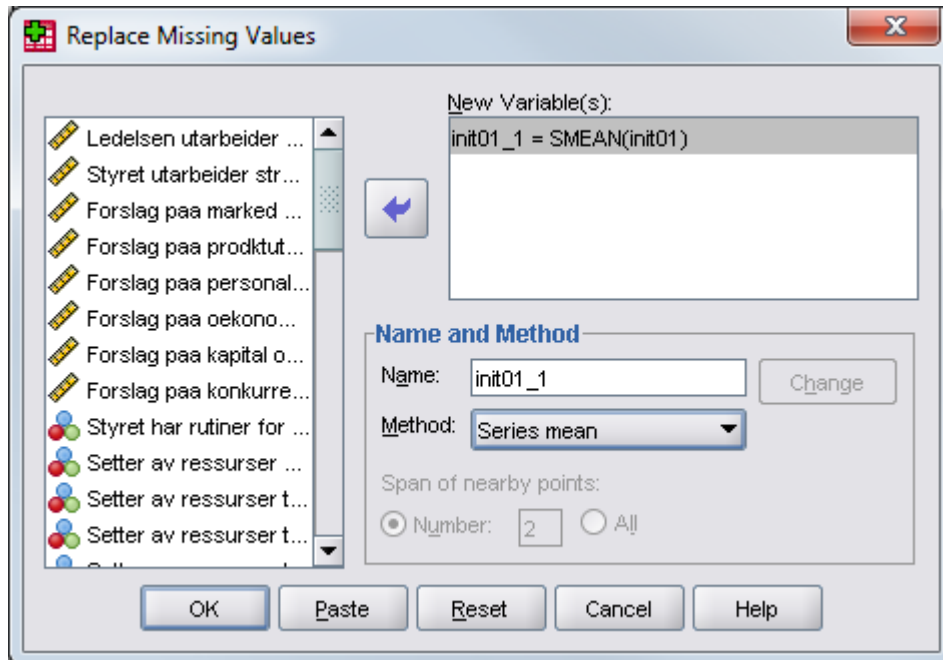 Replace Missing Values
Ledelsen utarbeider ...
Styret utarbeider str...
Forslag paa marked ...
Forslag paa prodktut...
Forslag paa personal...
Forslag paa oekono...
Forslag paa kapital o...
Forslag paa konkurre...
Styret har rutiner for ...
Setter av ressurser ...
Setter av ressurser t...
Setter av ressurser t...
New Variable(s):
init01_1 = SMEAN(init01)
Name and Method
Name: init01_1 Change
Method: Series mean
Span of nearby points:
Number: 2 All
OK Paste Reset Cancel Help